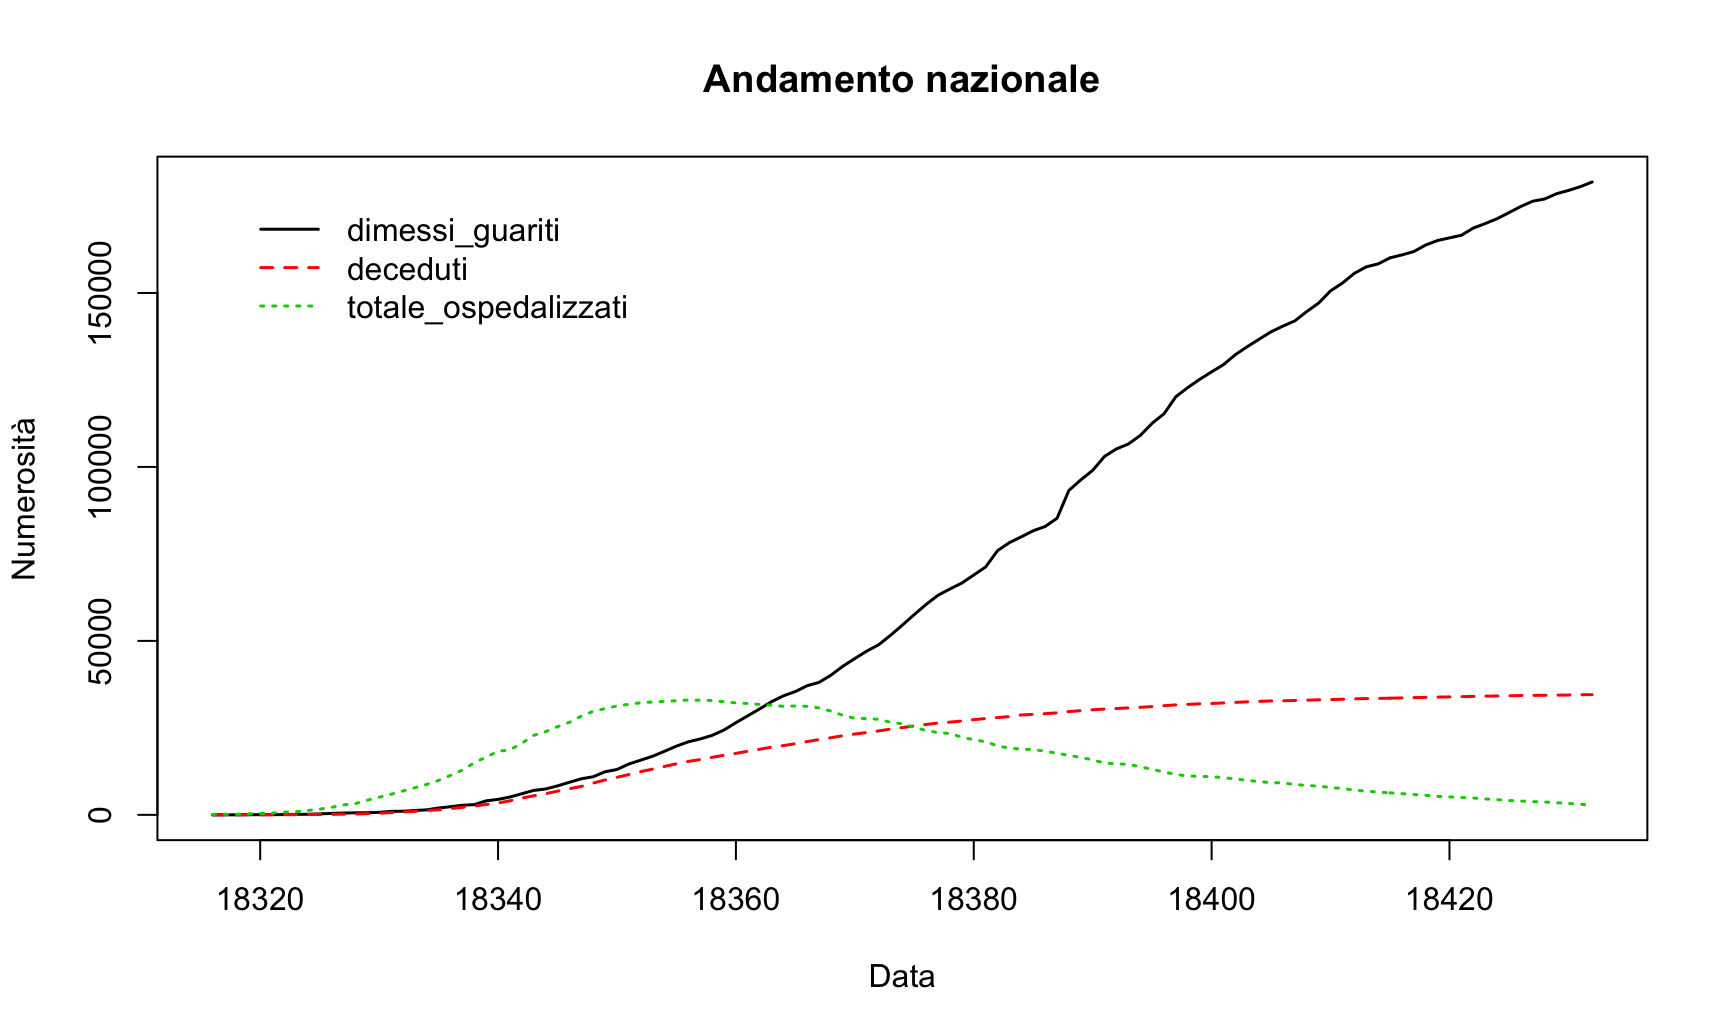 Andamento nazionale
dimessi_guariti
deceduti
totale_ospedalizzati
Numerosità
150000
100000
50000
0
18320 18340 18360 18380 18400 18420
Data